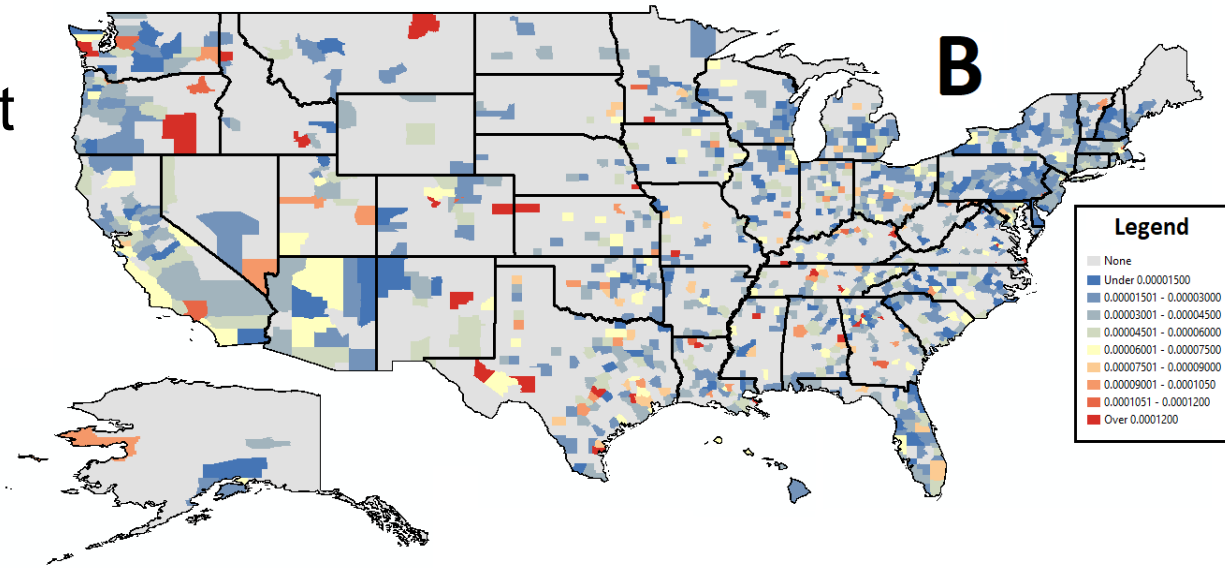 t
B
Legend
None
Under 0.00001500
0.00001501 - 0.00003000
0.00003001 - 0.00004500
0.00004501 - 0.00006000
0.00006001 - 0.00007500
0.00007501 - 0.00009000
0.00009001 - 0.0001050
0.0001051 - 0.0001200
Over 0.0001200